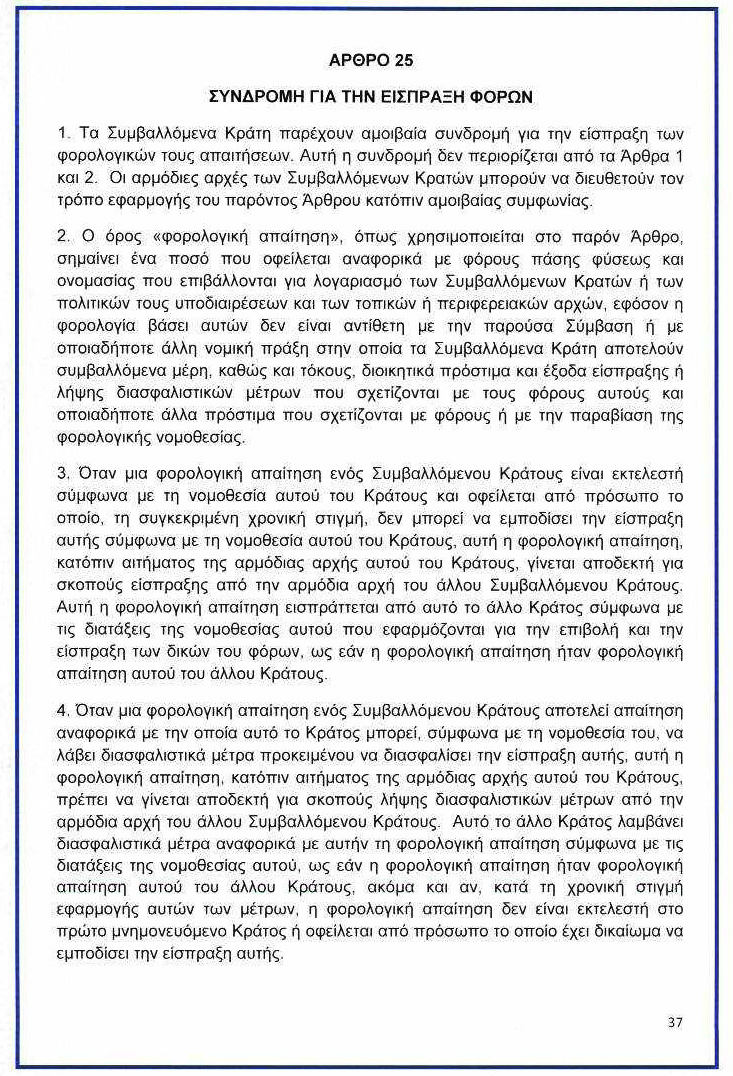 ΑΡΘΡΟ 25
ΣΥΝΔΡΟΜΗ ΓΙΑ ΤΗΝ ΕΙΣΠΡΑΞΗ ΦΟΡΩΝ
1. Τα Συμβαλλόμενα Κράτη παρέχουν αμοιβαία συνδρομή για την είσπραξη των
φορολογικών τους απαιτήσεων. Αυτή η συνδρομή δεν περιορίζεται από τα Άρθρα 1
και 2. Οι αρμόδιες αρχές των Συμβαλλόμενων Κρατών μπορούν να διευθετούν τον
τρόπο εφαρμογής του παρόντος Άρθρου κατόπιν αμοιβαίας συμφωνίας.
2. Ο όρος «φορολογική απαίτηση», όπως χρησιμοποιείται στο παρόν Άρθρο,
σημαίνει ένα ποσό που οφείλεται αναφορικά με φόρους πάσης φύσεως και
ονομασίας που επιβάλλονται για λογαριασμό των Συμβαλλόμενων Κρατών ή των
πολιτικών τους υποδιαιρέσεων και των τοπικών ή περιφερειακών αρχών, εφόσον η
φορολογία βάσει αυτών δεν είναι αντίθετη με την παρούσα Σύμβαση ή με
οποιαδήποτε άλλη νομική πράξη στην οποία τα Συμβαλλόμενα Κράτη αποτελούν
συμβαλλόμενα μέρη, καθώς και τόκους, διοικητικά πρόστιμα και έξοδα είσπραξης ή
λήψης διασφαλιστικών μέτρων που σχετίζονται με τους φόρους αυτούς και
οποιαδήποτε άλλα πρόστιμα που σχετίζονται με φόρους ή με την παραβίαση της
φορολογικής νομοθεσίας.
3. Όταν μια φορολογική απαίτηση ενός Συμβαλλόμενου Κράτους είναι εκτελεστή
σύμφωνα με τη νομοθεσία αυτού του Κράτους και οφείλεται από πρόσωπο το
οποίο, τη συγκεκριμένη χρονική στιγμή, δεν μπορεί να εμποδίσει την είσπραξη
αυτής σύμφωνα με τη νομοθεσία αυτού του Κράτους, αυτή η φορολογική απαίτηση,
κατόπιν αιτήματος της αρμόδιας αρχής αυτού του Κράτους, γίνεται αποδεκτή για
σκοπούς είσπραξης από την αρμόδια αρχή του άλλου Συμβαλλόμενου Κράτους.
Αυτή η φορολογική απαίτηση εισπράττεται από αυτό το άλλο Κράτος σύμφωνα με
τις διατάξεις της νομοθεσίας αυτού που εφαρμόζονται για την επιβολή και την
είσπραξη των δικών του φόρων, ως εάν η φορολογική απαίτηση ήταν φορολογική
απαίτηση αυτού του άλλου Κράτους.
4. Όταν μια φορολογική απαίτηση ενός Συμβαλλόμενου Κράτους αποτελεί απαίτηση
αναφορικά με την οποία αυτό το Κράτος μπορεί, σύμφωνα με τη νομοθεσία του, να
λάβει διασφαλιστικά μέτρα προκειμένου να διασφαλίσει την είσπραξη αυτής, αυτή η
φορολογική απαίτηση, κατόπιν αιτήματος της αρμόδιας αρχής αυτού του Κράτους,
πρέπει να γίνεται αποδεκτή για σκοπούς λήψης διασφαλιστικών μέτρων από την
αρμόδια αρχή του άλλου Συμβαλλόμενου Κράτους. Αυτό το άλλο Κράτος λαμβάνει
διασφαλιστικά μέτρα αναφορικά με αυτήν τη φορολογική απαίτηση σύμφωνα με τις
διατάξεις της νομοθεσίας αυτού, ως εάν η φορολογική απαίτηση ήταν φορολογική
απαίτηση αυτού του άλλου Κράτους, ακόμα και αν, κατά τη χρονική στιγμή
εφαρμογής αυτών των μέτρων, η φορολογική απαίτηση δεν είναι εκτελεστή στο
πρώτο μνημονευόμενο Κράτος ή οφείλεται από πρόσωπο το οποίο έχει δικαίωμα να
εμποδίσει την είσπραξη αυτής.
37